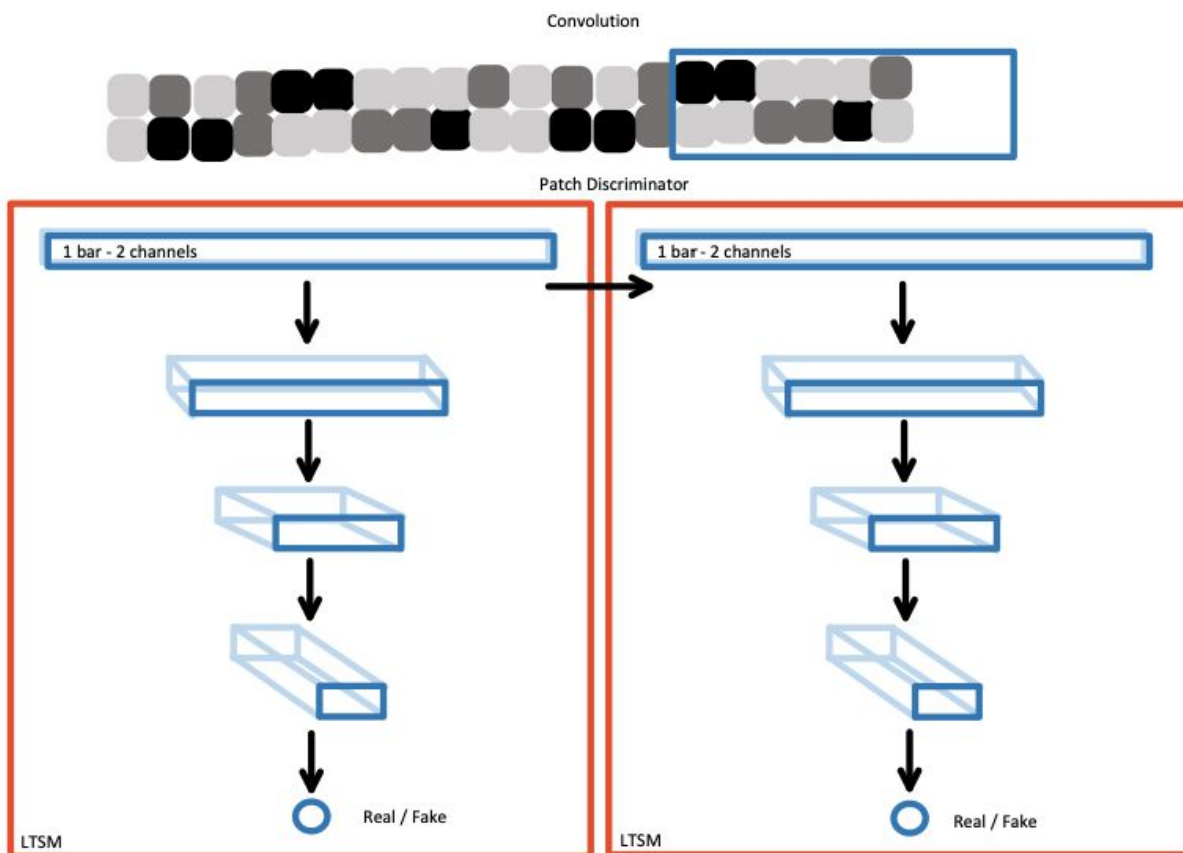 Convolution
Patch Discriminator
1 bar - 2 channels
1 bar - 2 channels
Real / Fake
Real / Fake
LTSM
LTSM